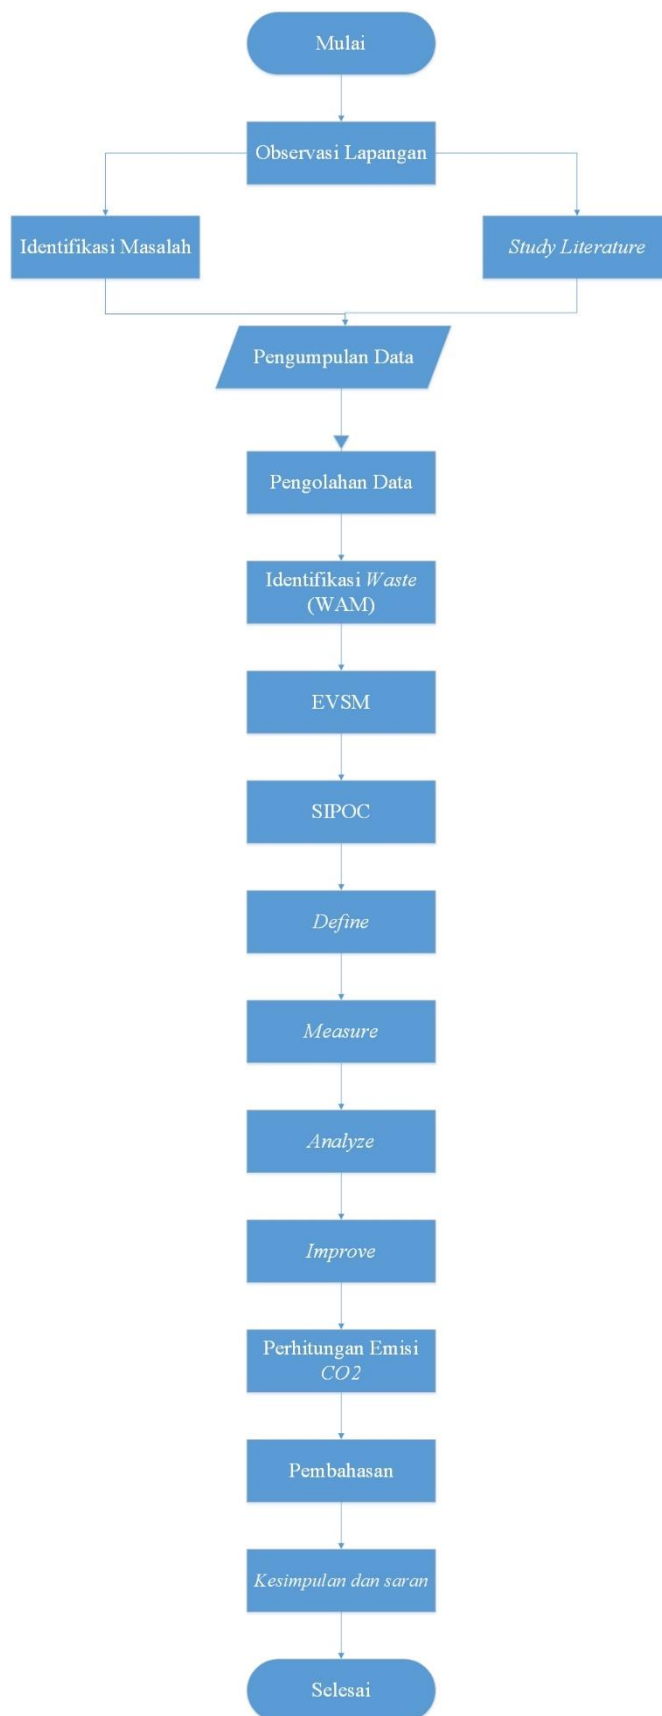 Mulai
Observasi Lapangan
Identifikasi Masalah
Study Literature
Pengumpulan Data
Pengolahan Data
Identifikasi Waste
(WAM)
EVSM
SIPOC
Define
Measure
Analyze
Improve
Perhitungan Emisi
CO2
Pembahasan
Kesimpulan dan saran
Selesai